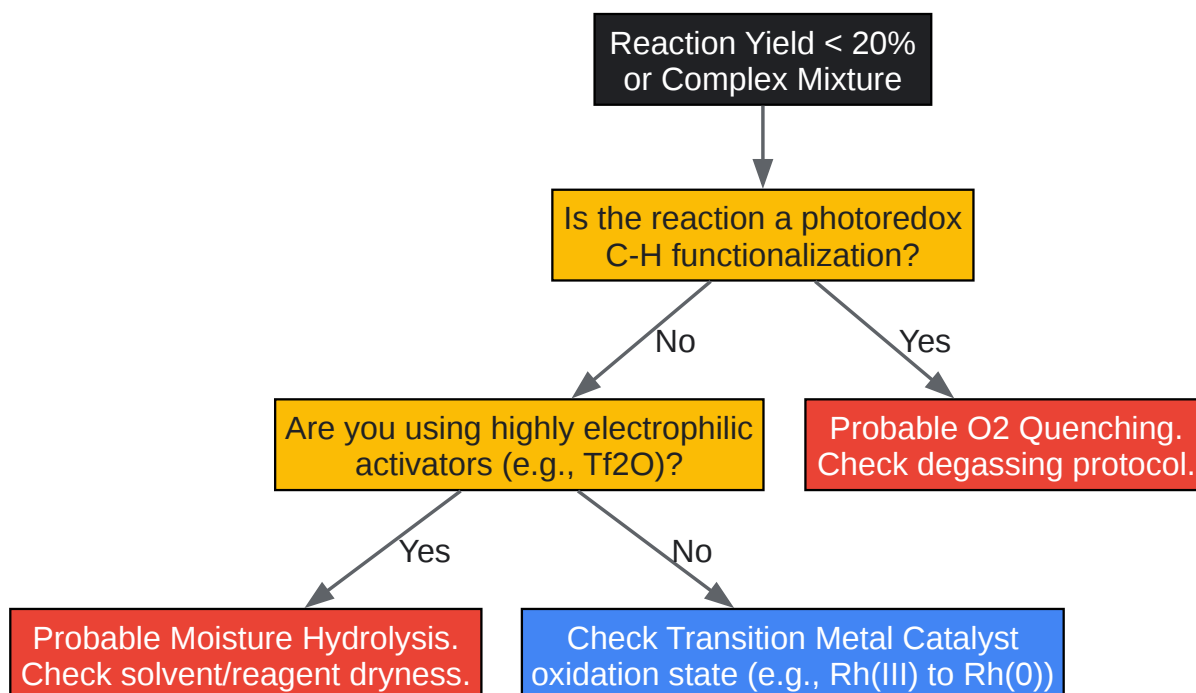 Reaction Yield < 20%
or Complex Mixture
Is the reaction a photoredox
C-H functionalization?
No
Yes
Are you using highly electrophilic
activators (e.g., Tf2O)?
Probable O2 Quenching.
Check degassing protocol.
Yes
No
Probable Moisture Hydrolysis.
Check solvent/reagent dryness.
Check Transition Metal Catalyst
oxidation state (e.g., Rh(III) to Rh(0))